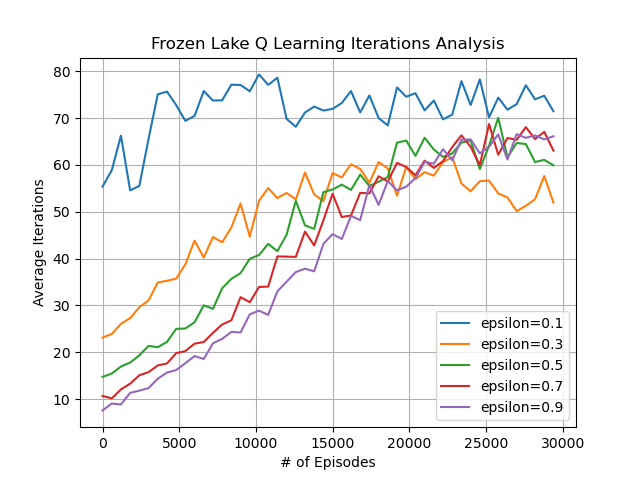 Frozen Lake Q Learning Iterations Analysis
80
70
60
50
40
30
20
10
Average Iterations
0
5000
10000
15000
20000
25000
30000
# of Episodes
epsilon=0.1
epsilon=0.3
epsilon=0.5
epsilon=0.7
epsilon=0.9